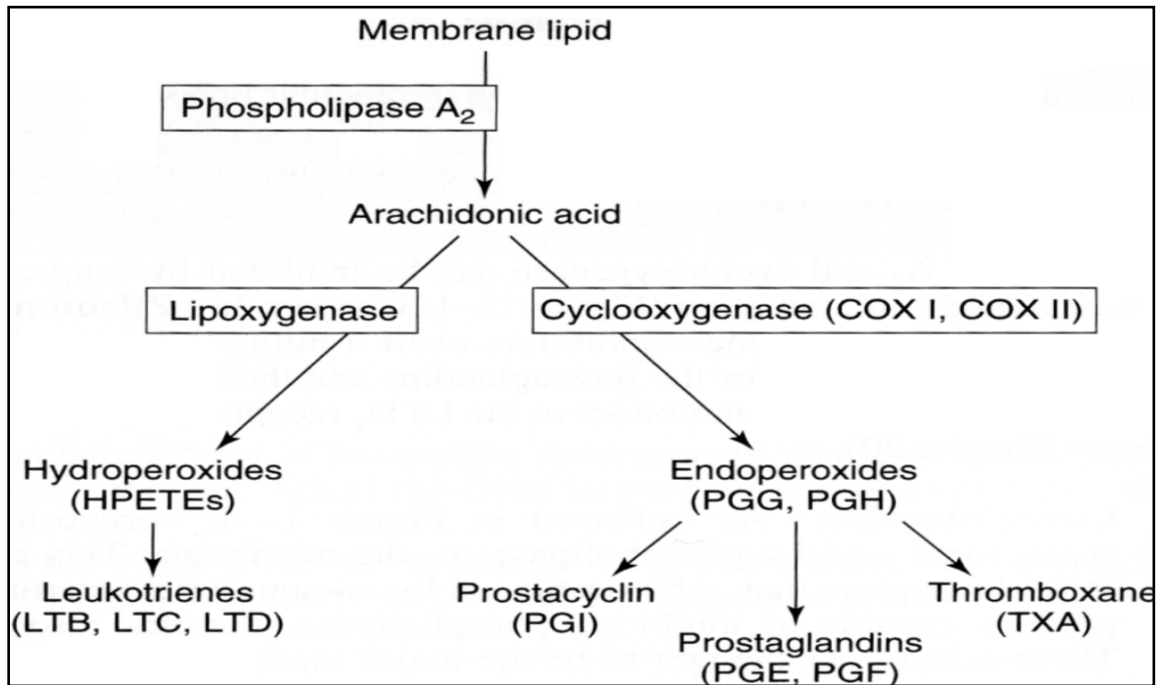 Membrane lipid
Phospholipase A₂
Arachidonic acid
Lipoxygenase
Cyclooxygenase (COX I, COX II)
Hydroperoxides
(HPETEs)
Endoperoxides
(PGG, PGH)
Leukotrienes
(LTB, LTC, LTD)
Prostacyclin
(PGI)
Prostaglandins
(PGE, PGF)
Thromboxane
(TXA)